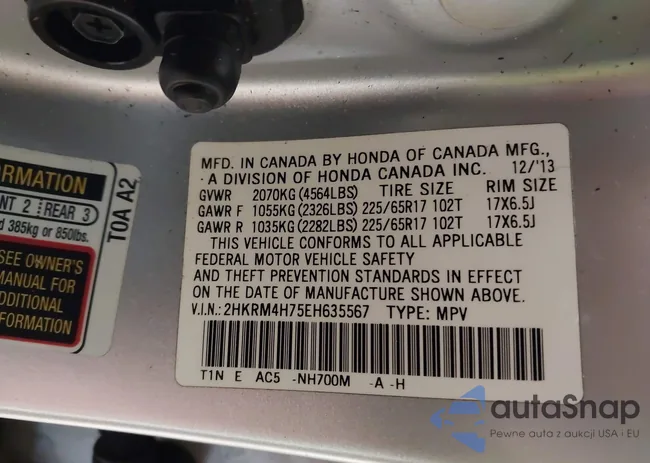 ORMATION
NT 2 REAR 3
d 385kg or 850lbs.
SEE OWNER'S
MANUAL FOR
DDITIONAL
FORMATION
T0A A2
MFD. IN CANADA BY HONDA OF CANADA MFG.,
A DIVISION OF HONDA CANADA INC. 12/'13
GVWR 2070KG (4564LBS) TIRE SIZE RIM SIZE
GAWR F 1055KG (2326LBS) 225/65R17 102T 17X6.5J
GAWR R 1035KG (2282LBS) 225/65R17 102T 17X6.5J
THIS VEHICLE CONFORMS TO ALL APPLICABLE
FEDERAL MOTOR VEHICLE SAFETY
AND THEFT PREVENTION STANDARDS IN EFFECT
ON THE DATE OF MANUFACTURE SHOWN ABOVE.
V.I.N.: 2HKRM4H75EH635567 TYPE: MPV
T1N E AC5 -NH700M -A -H
autaSnap
Pewne auta z aukcji USA i EU